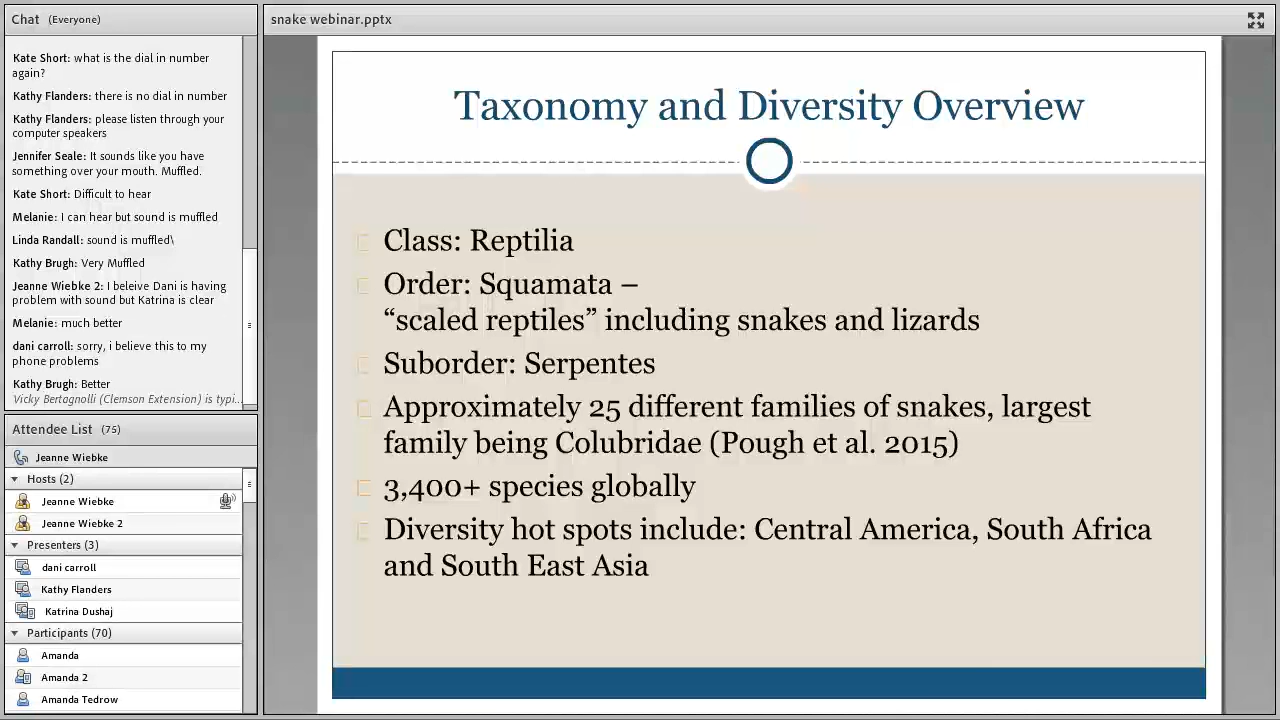 Chat (Everyone)
Kate Short: what is the dial in number
again?
Kathy Flanders: there is no dial in number
Kathy Flanders: please listen through your
computer speakers
Jennifer Seale: It sounds like you have
something over your mouth. Muffled.
Kate Short: Difficult to hear
Melanie: I can hear but sound is muffled
Linda Randall: sound is muffled\
Kathy Brugh: Very Muffled
Jeanne Wiebke 2: I beleive Dani is having
problem with sound but Katrina is clear
Melanie: much better
dani carroll: sorry, i believe this to my
phone problems
Kathy Brugh: Better
Vicky Bertagnolli (Clemson Extension) is typi...
Attendee List (75)
Jeanne Wiebke
Hosts (2)
Jeanne Wiebke
Jeanne Wiebke 2
Presenters (3)
dani carroll
Kathy Flanders
Katrina Dushaj
Participants (70)
Amanda
Amanda 2
Amanda Tedrow
snake webinar.pptx
Taxonomy and Diversity Overview
Class: Reptilia
Order: Squamata –
“scaled reptiles” including snakes and lizards
Suborder: Serpentes
Approximately 25 different families of snakes, largest
family being Colubridae (Pough et al. 2015)
3,400+ species globally
Diversity hot spots include: Central America, South Africa
and South East Asia